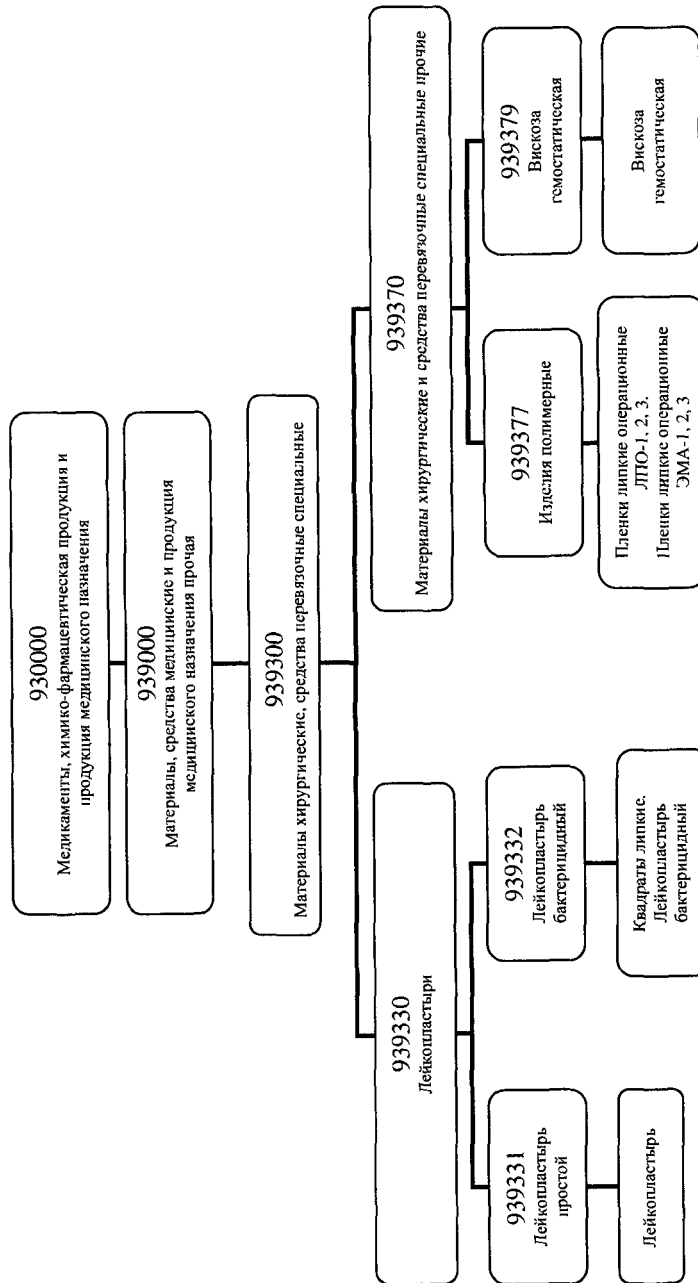 930000
Медикаменты, химико-фармацевтическая продукция и
продукция медицинского назначения
939000
Материалы, средства медицинские и продукция
медицинского назначения прочая
939300
Материалы хирургические, средства перевязочные специальные
939330
Лейкопластыри
939370
Материалы хирургические и средства перевязочные специальные прочие
939331
Лейкопластырь
простой
939332
Лейкопластырь
бактерицидный
939377
Изделия полимерные
939379
Вискоза
гемостатическая
Лейкопластырь
Квадраты липкие.
Лейкопластырь
бактерицидный
Пленки липкие операционные
ЛПО-1, 2, 3.
Пленки липкие операционные
ЭМА-1, 2, 3
Вискоза
гемостатическая